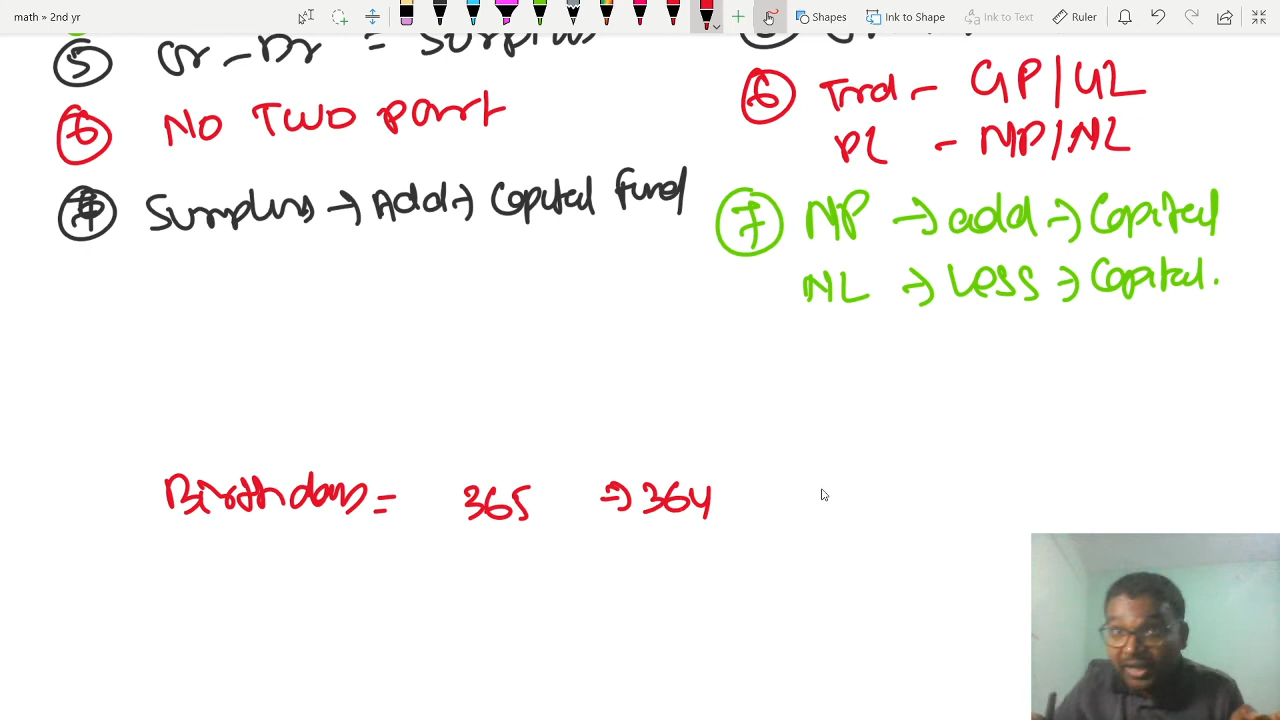 math » 2nd yr
Shapes
Ink to Shape
Ink to Text
Ruler
5 Cr - Dr = Surplus
6 No Two part
Surplus → Add → Capital fund
6 Trd - GP/GL
PL - NP/NL
7 NP → add → Capital
NL → Less → Capital.
Birthdays = 365 → 364